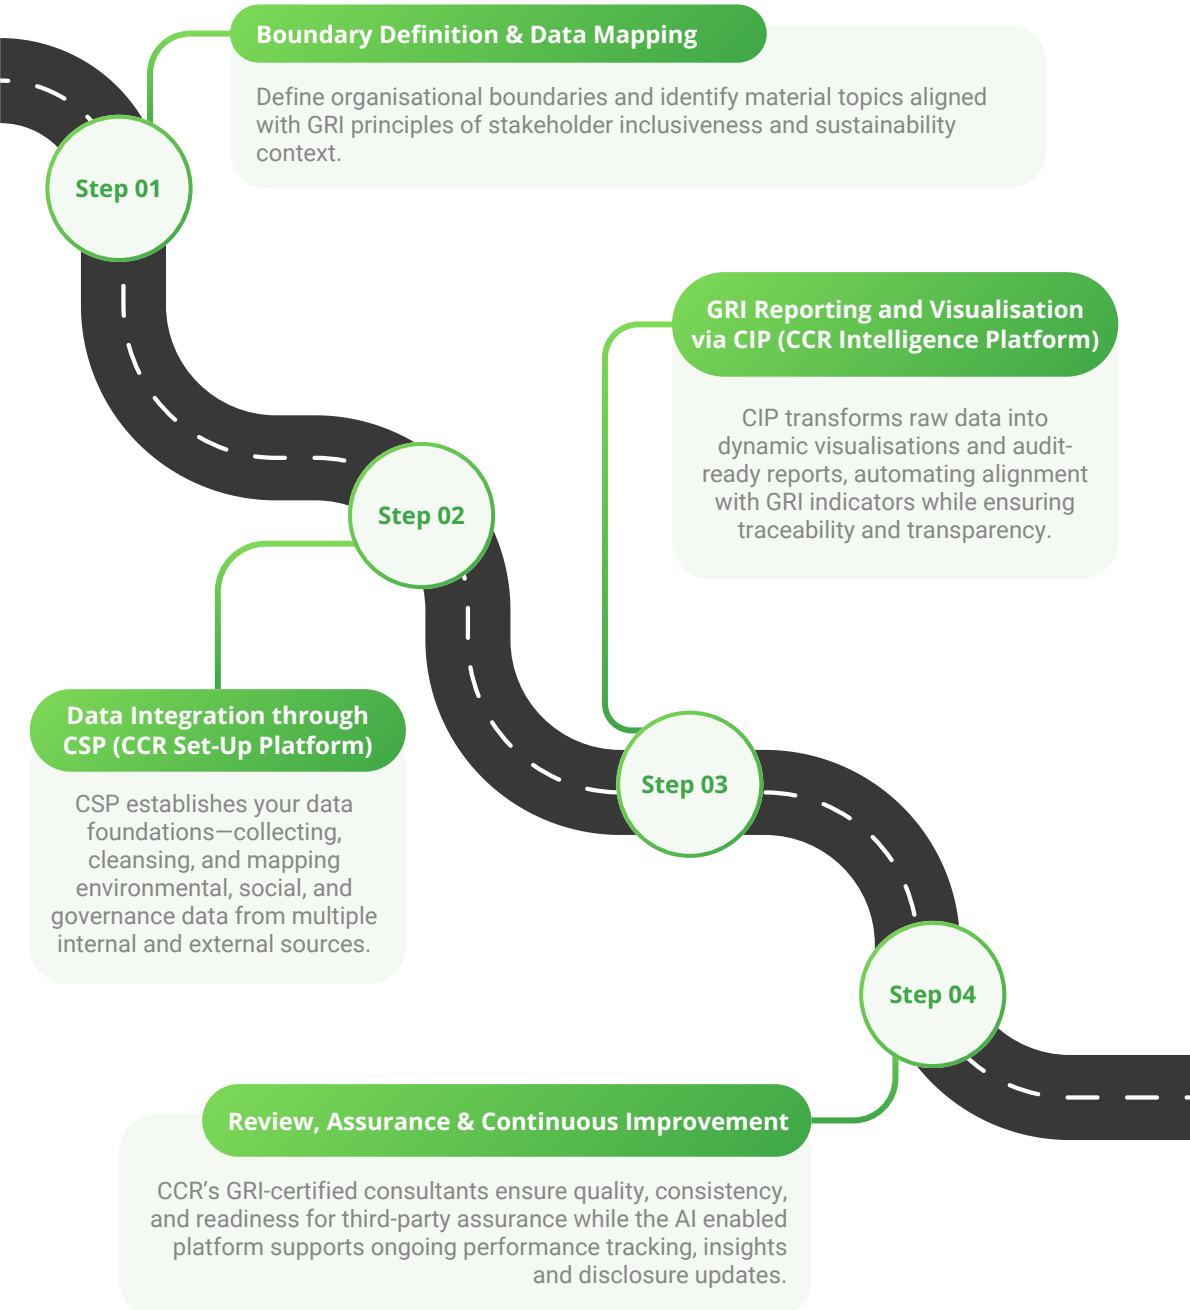 Boundary Definition & Data Mapping
Define organisational boundaries and identify material topics aligned
with GRI principles of stakeholder inclusiveness and sustainability
context.
Step 01
GRI Reporting and Visualisation
via CIP (CCR Intelligence Platform)
CIP transforms raw data into
dynamic visualisations and audit-
ready reports, automating alignment
with GRI indicators while ensuring
traceability and transparency.
Step 02
Data Integration through
CSP (CCR Set-Up Platform)
CSP establishes your data
foundations—collecting,
cleansing, and mapping
environmental, social, and
governance data from multiple
internal and external sources.
Step 03
Step 04
Review, Assurance & Continuous Improvement
CCR’s GRI-certified consultants ensure quality, consistency,
and readiness for third-party assurance while the AI enabled
platform supports ongoing performance tracking, insights
and disclosure updates.